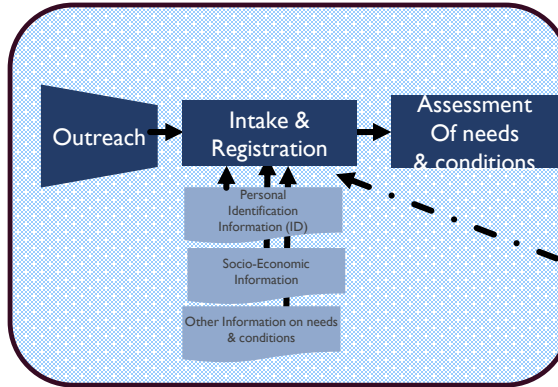 Outreach
Intake &
Registration
Assessment
Of needs
& conditions
Personal
Identification
Information (ID)
Socio-Economic
Information
Other Information on needs
& conditions